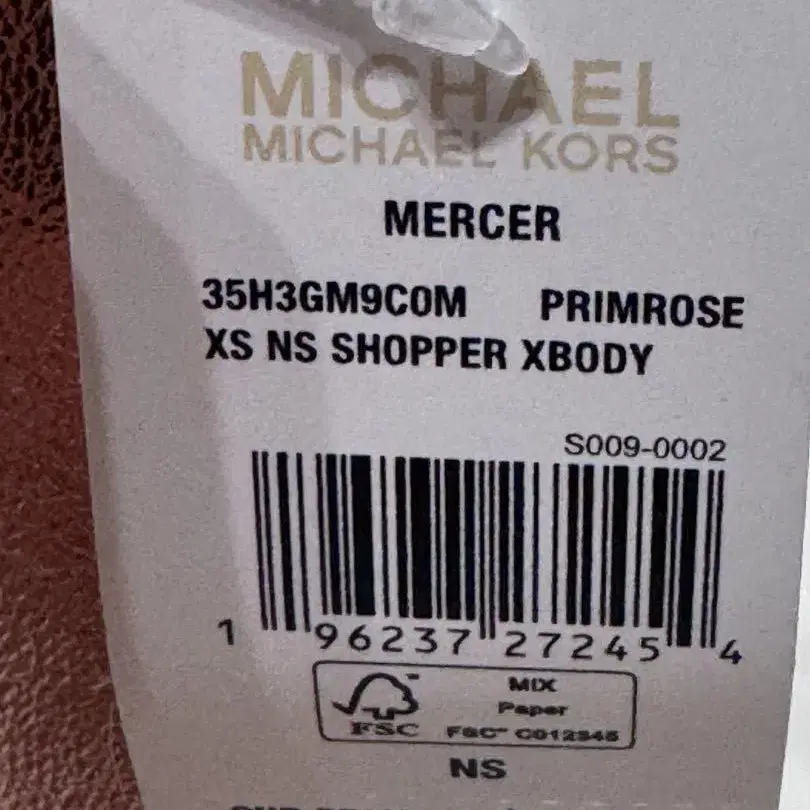 MICHAEL
MICHAEL KORS
MERCER
35H3GM9C0M PRIMROSE
XS NS SHOPPER XBODY
S009-0002
1 96237 27245 4
MIX
Paper
FSC FSC™ C012345
NS